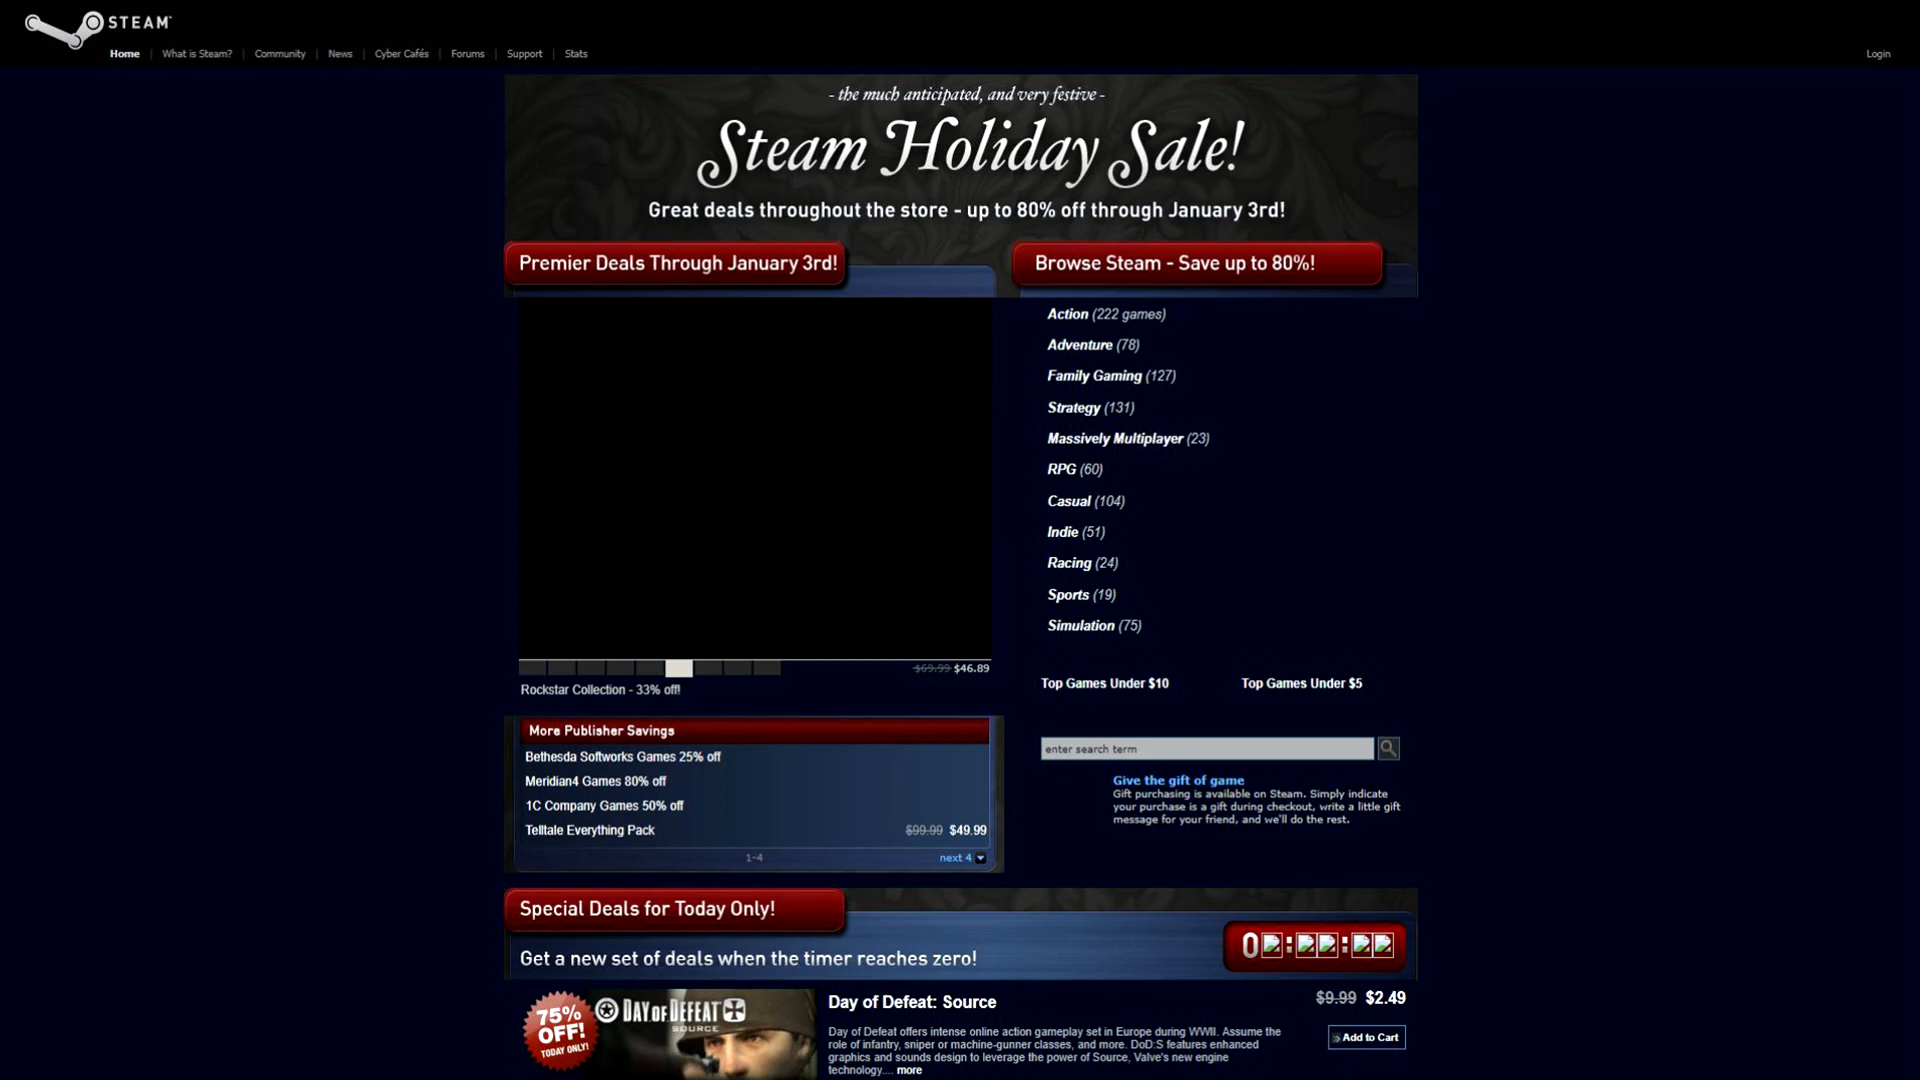 STEAM™
Home | What is Steam? | Community | News | Cyber Cafés | Forums | Support | Stats
Login
- the much anticipated, and very festive -
Steam Holiday Sale!
Great deals throughout the store - up to 80% off through January 3rd!
Premier Deals Through January 3rd!
Browse Steam - Save up to 80%!
Action (222 games)
Adventure (78)
Family Gaming (127)
Strategy (131)
Massively Multiplayer (23)
RPG (60)
Casual (104)
Indie (51)
Racing (24)
Sports (19)
Simulation (75)
$69.99 $46.89
Rockstar Collection - 33% off!
Top Games Under $10
Top Games Under $5
More Publisher Savings
Bethesda Softworks Games 25% off
Meridian4 Games 80% off
1C Company Games 50% off
Telltale Everything Pack $99.99 $49.99
1-4
next 4
enter search term
Give the gift of game
Gift purchasing is available on Steam. Simply indicate
your purchase is a gift during checkout, write a little gift
message for your friend, and we'll do the rest.
Special Deals for Today Only!
Get a new set of deals when the timer reaches zero!
0 : :
75%
OFF!
TODAY ONLY!
DAY OF DEFEAT
SOURCE
Day of Defeat: Source
$9.99 $2.49
Day of Defeat offers intense online action gameplay set in Europe during WWII. Assume the
role of infantry, sniper or machine-gunner classes, and more. DoD:S features enhanced
graphics and sounds design to leverage the power of Source, Valve's new engine
technology.... more
Add to Cart